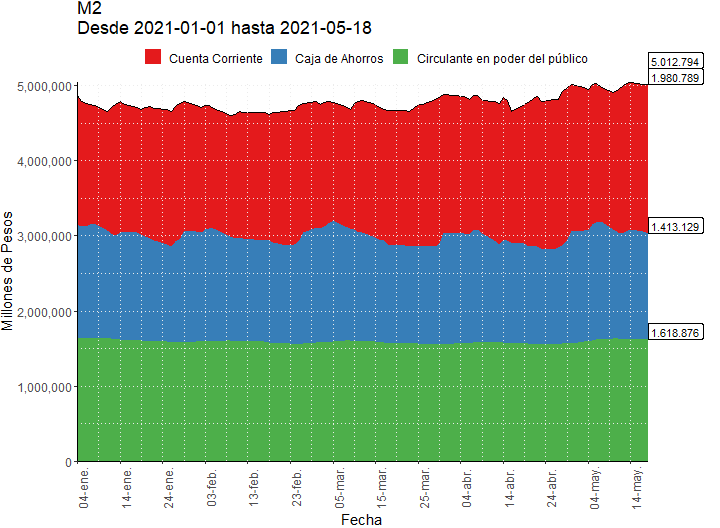 M2
Desde 2021-01-01 hasta 2021-05-18
Cuenta Corriente Caja de Ahorros Circulante en poder del público
5.012.794
1.980.789
1.413.129
1.618.876
Millones de Pesos
5,000,000
4,000,000
3,000,000
2,000,000
1,000,000
0
04-ene. 14-ene. 24-ene. 03-feb. 13-feb. 23-feb. 05-mar. 15-mar. 25-mar. 04-abr. 14-abr. 24-abr. 04-may. 14-may.
Fecha